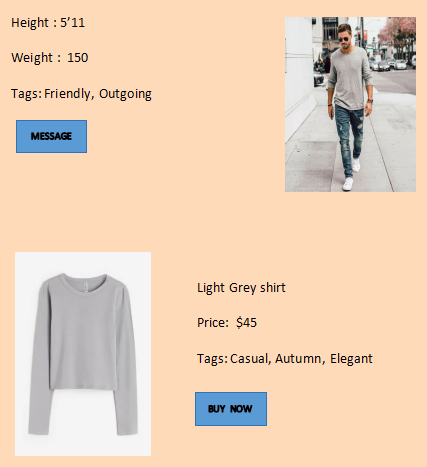 Height : 5’11
Weight :  150
Tags: Friendly, Outgoing
MESSAGE
Light Grey shirt
Price:  $45
Tags: Casual, Autumn, Elegant
BUY NOW